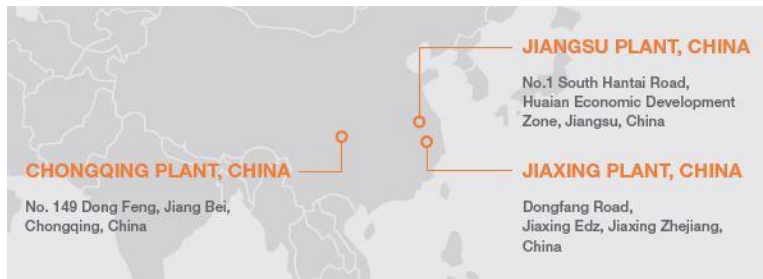 JIANGSU PLANT, CHINA
No.1 South Hantai Road,
Huaian Economic Development
Zone, Jiangsu, China
CHONGQING PLANT, CHINA
No. 149 Dong Feng, Jiang Bei,
Chongqing, China
JIAXING PLANT, CHINA
Dongfang Road,
Jiaxing Edz, Jiaxing Zhejiang,
China